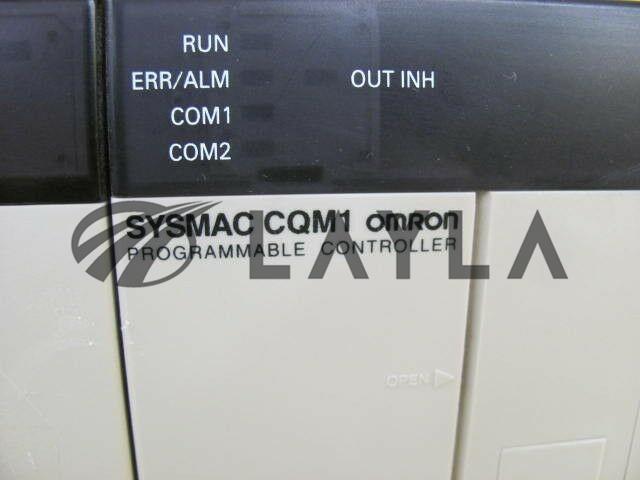 RUN
ERR/ALM OUT INH
COM1
COM2
SYSMAC CQM1 omron
PROGRAMMABLE CONTROLLER
LAYLA
OPEN